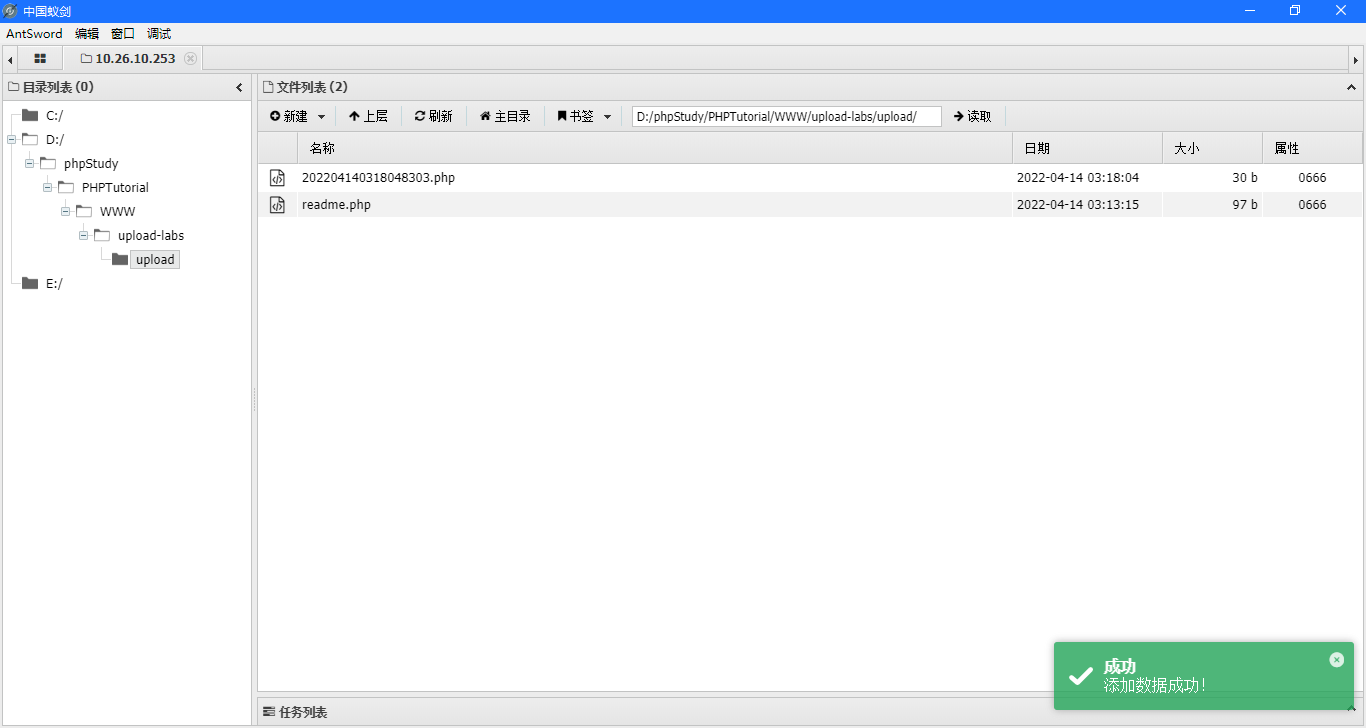 中国蚁剑
AntSword 编辑 窗口 调试
10.26.10.253
目录列表 (0)
C:/
D:/
phpStudy
PHPTutorial
WWW
upload-labs
upload
E:/
文件列表 (2)
新建 上层 刷新 主目录 书签 D:/phpStudy/PHPTutorial/WWW/upload-labs/upload/ 读取
名称 日期 大小 属性
202204140318048303.php 2022-04-14 03:18:04 30 b 0666
readme.php 2022-04-14 03:13:15 97 b 0666
成功
添加数据成功!
任务列表